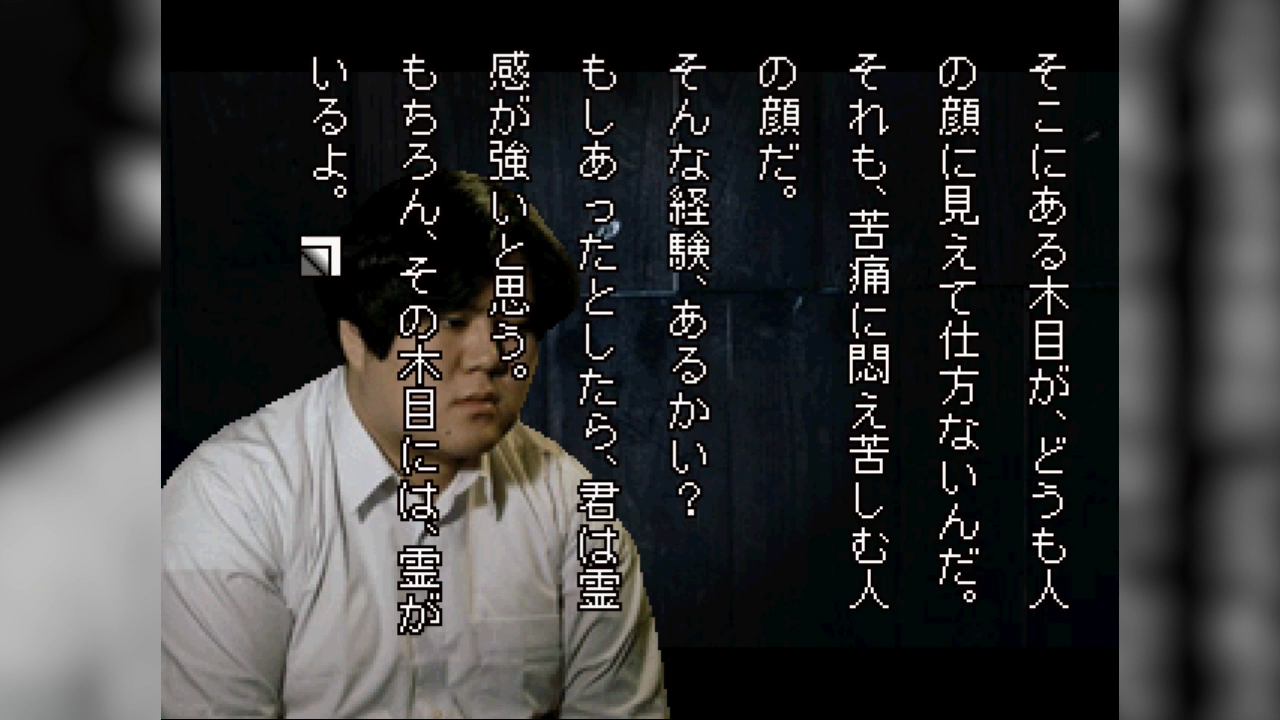 そこにある木目が、どうも人
の顔に見えて仕方ないんだ。
それも、苦痛に悶え苦しむ人
の顔だ。
そんな経験、あるかい？
もしあったとしたら、君は霊
感が強いと思う。
もちろん、その木目には、霊が
いるよ。